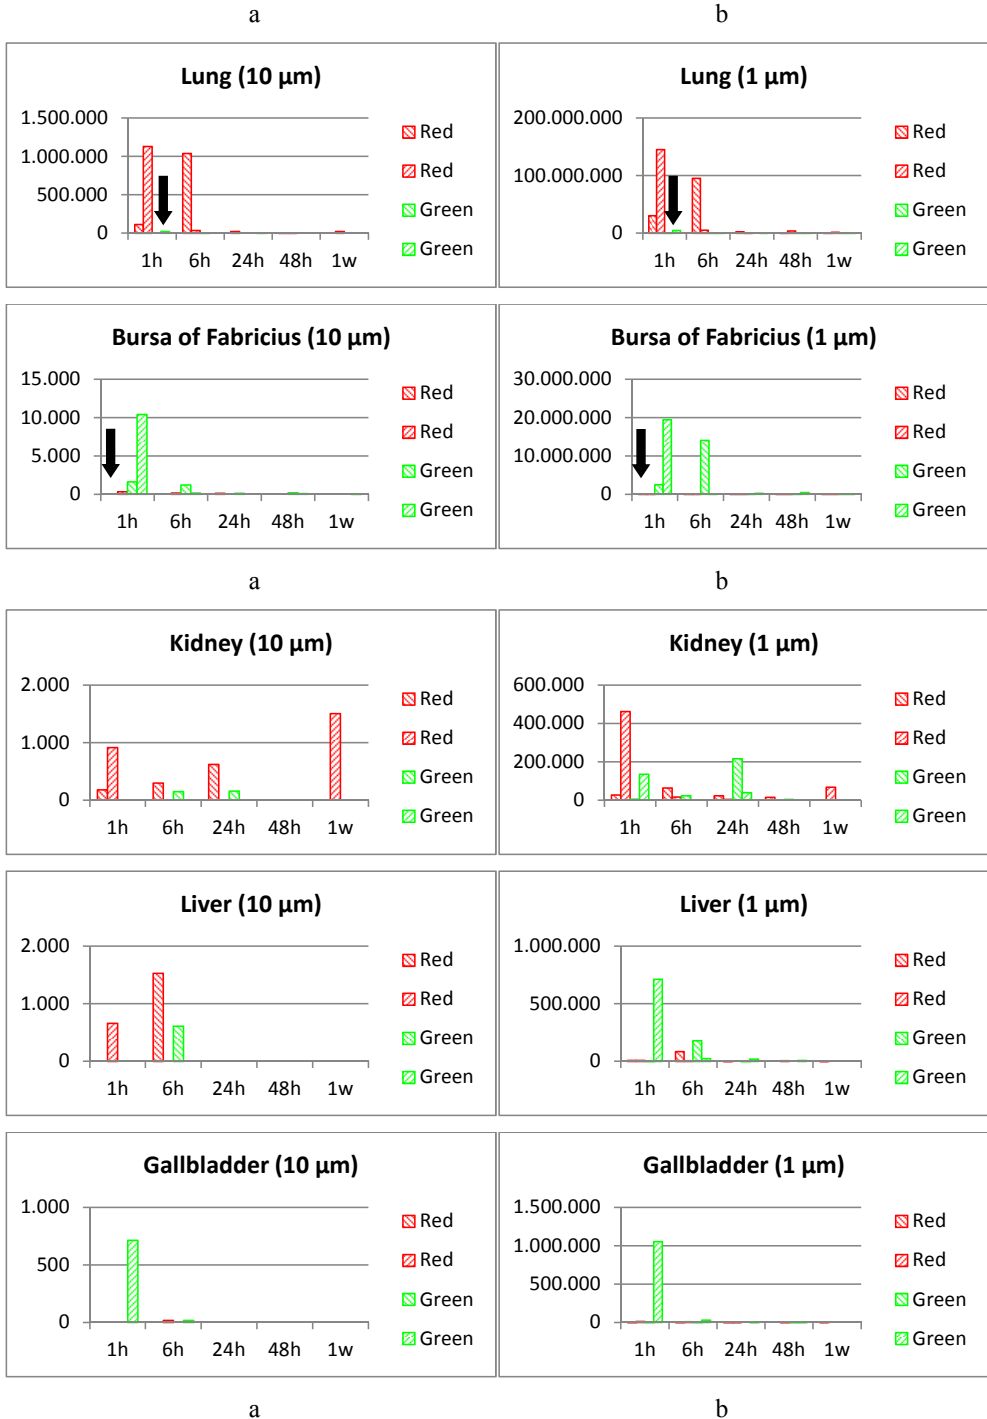 a b
Lung (10 µm)
1.500.000
1.000.000
500.000
0
1h 6h 24h 48h 1w
Red
Red
Green
Green
Lung (1 µm)
200.000.000
100.000.000
0
1h 6h 24h 48h 1w
Red
Red
Green
Green
Bursa of Fabricius (10 µm)
15.000
10.000
5.000
0
1h 6h 24h 48h 1w
Red
Red
Green
Green
Bursa of Fabricius (1 µm)
30.000.000
20.000.000
10.000.000
0
1h 6h 24h 48h 1w
Red
Red
Green
Green
a b
Kidney (10 µm)
2.000
1.000
0
1h 6h 24h 48h 1w
Red
Red
Green
Green
Kidney (1 µm)
600.000
400.000
200.000
0
1h 6h 24h 48h 1w
Red
Red
Green
Green
Liver (10 µm)
2.000
1.000
0
1h 6h 24h 48h 1w
Red
Red
Green
Green
Liver (1 µm)
1.000.000
500.000
0
1h 6h 24h 48h 1w
Red
Red
Green
Green
Gallbladder (10 µm)
1.000
500
0
1h 6h 24h 48h 1w
Red
Red
Green
Green
Gallbladder (1 µm)
1.500.000
1.000.000
500.000
0
1h 6h 24h 48h 1w
Red
Red
Green
Green
a b